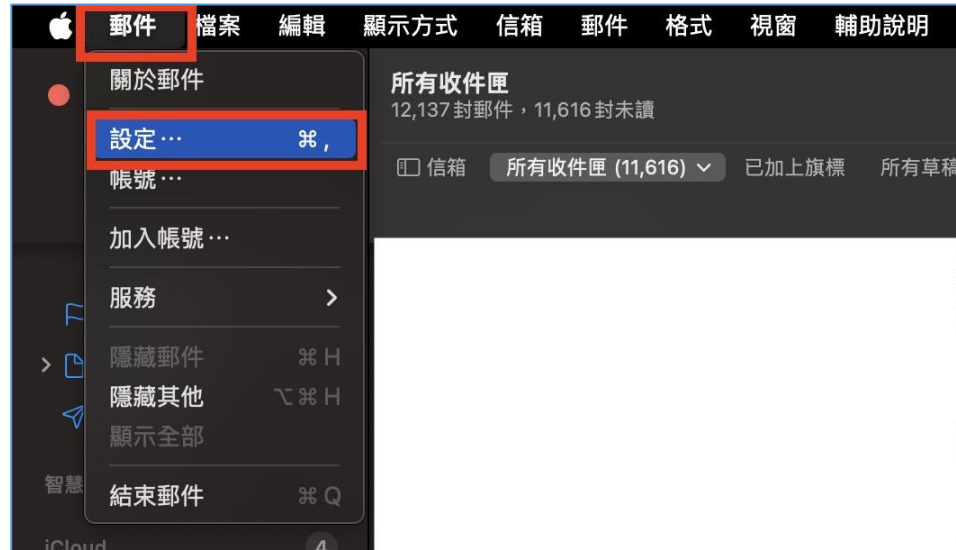 郵件 檔案 編輯 顯示方式 信箱 郵件 格式 視窗 輔助說明
關於郵件
設定… ⌘ ,
帳號…
加入帳號…
服務 >
隱藏郵件 ⌘ H
隱藏其他 ⌥ ⌘ H
顯示全部
結束郵件 ⌘ Q
所有收件匣
12,137 封郵件，11,616 封未讀
信箱 所有收件匣 (11,616) 已加上旗標 所有草稿
智慧
iCloud 4